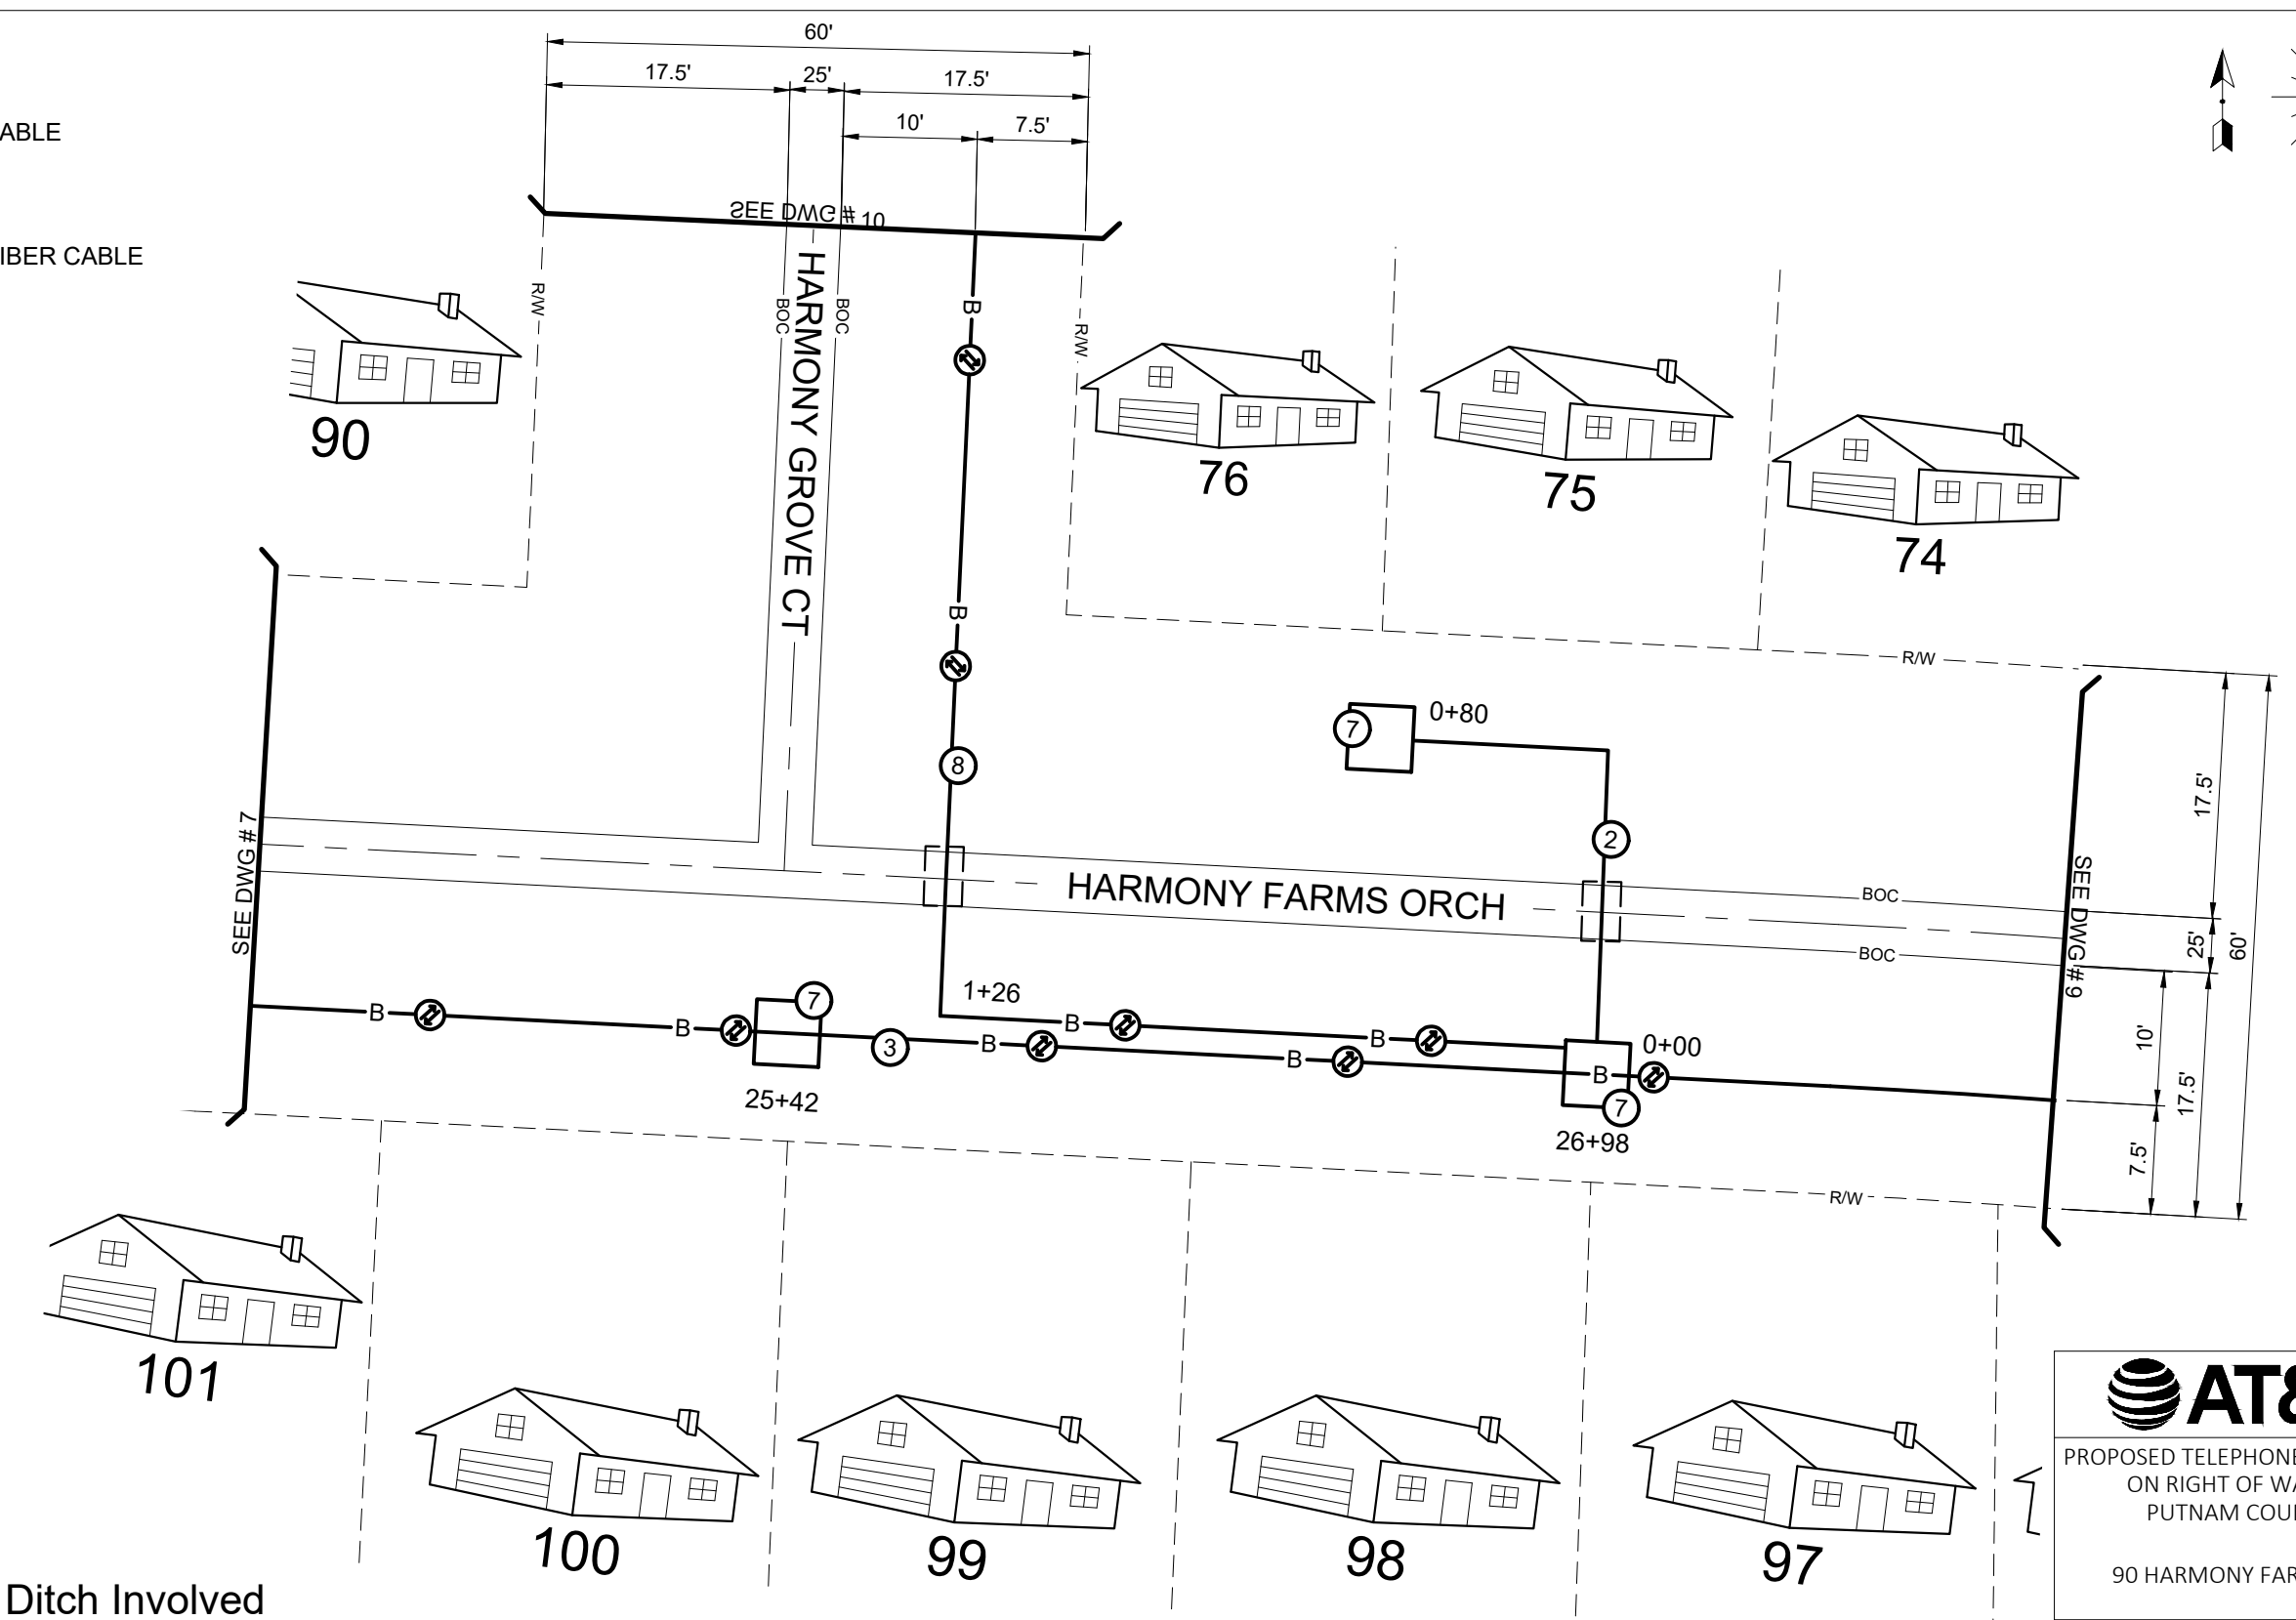 60'
17.5'
25'
17.5'
10'
7.5'
ABLE
SEE DWG # 10
IBER CABLE
R/W
BOC
HARMONY GROVE CT
BOC
B
R/W
90
76
75
74
B
R/W
0+80
7
8
2
17.5'
SEE DWG # 7
HARMONY FARMS ORCH
BOC
BOC
SEE DWG # 9
25'
60'
1+26
B
7
B
B
B
3
B
B
0+00
B
7
10'
17.5'
7.5'
25+42
26+98
R/W
101
100
99
98
97
AT&
PROPOSED TELEPHONE
ON RIGHT OF WA
PUTNAM COU
90 HARMONY FAR
Ditch Involved